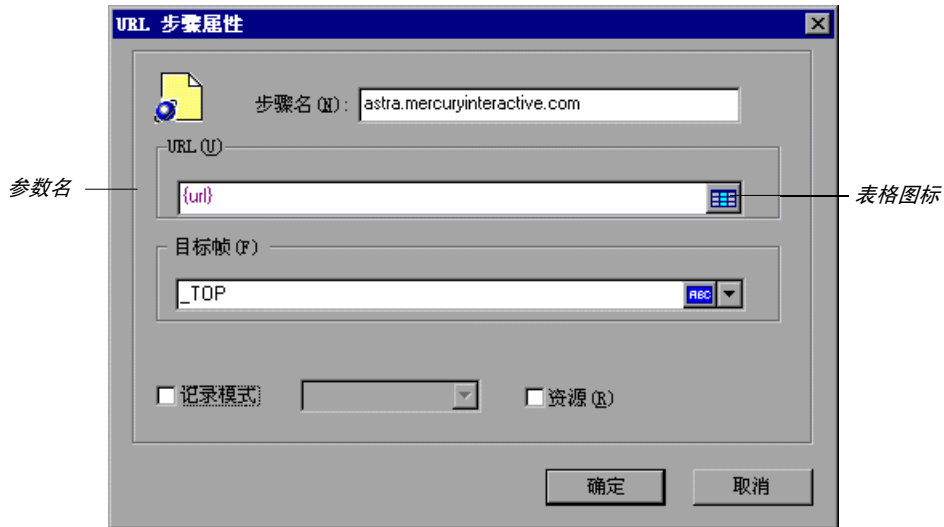 URL 步骤属性
步骤名(N): astra.mercuryinteractive.com
URL(U)
参数名
{url}
表格图标
目标帧(F)
_TOP
ABC
记录模式
资源(R)
确定
取消